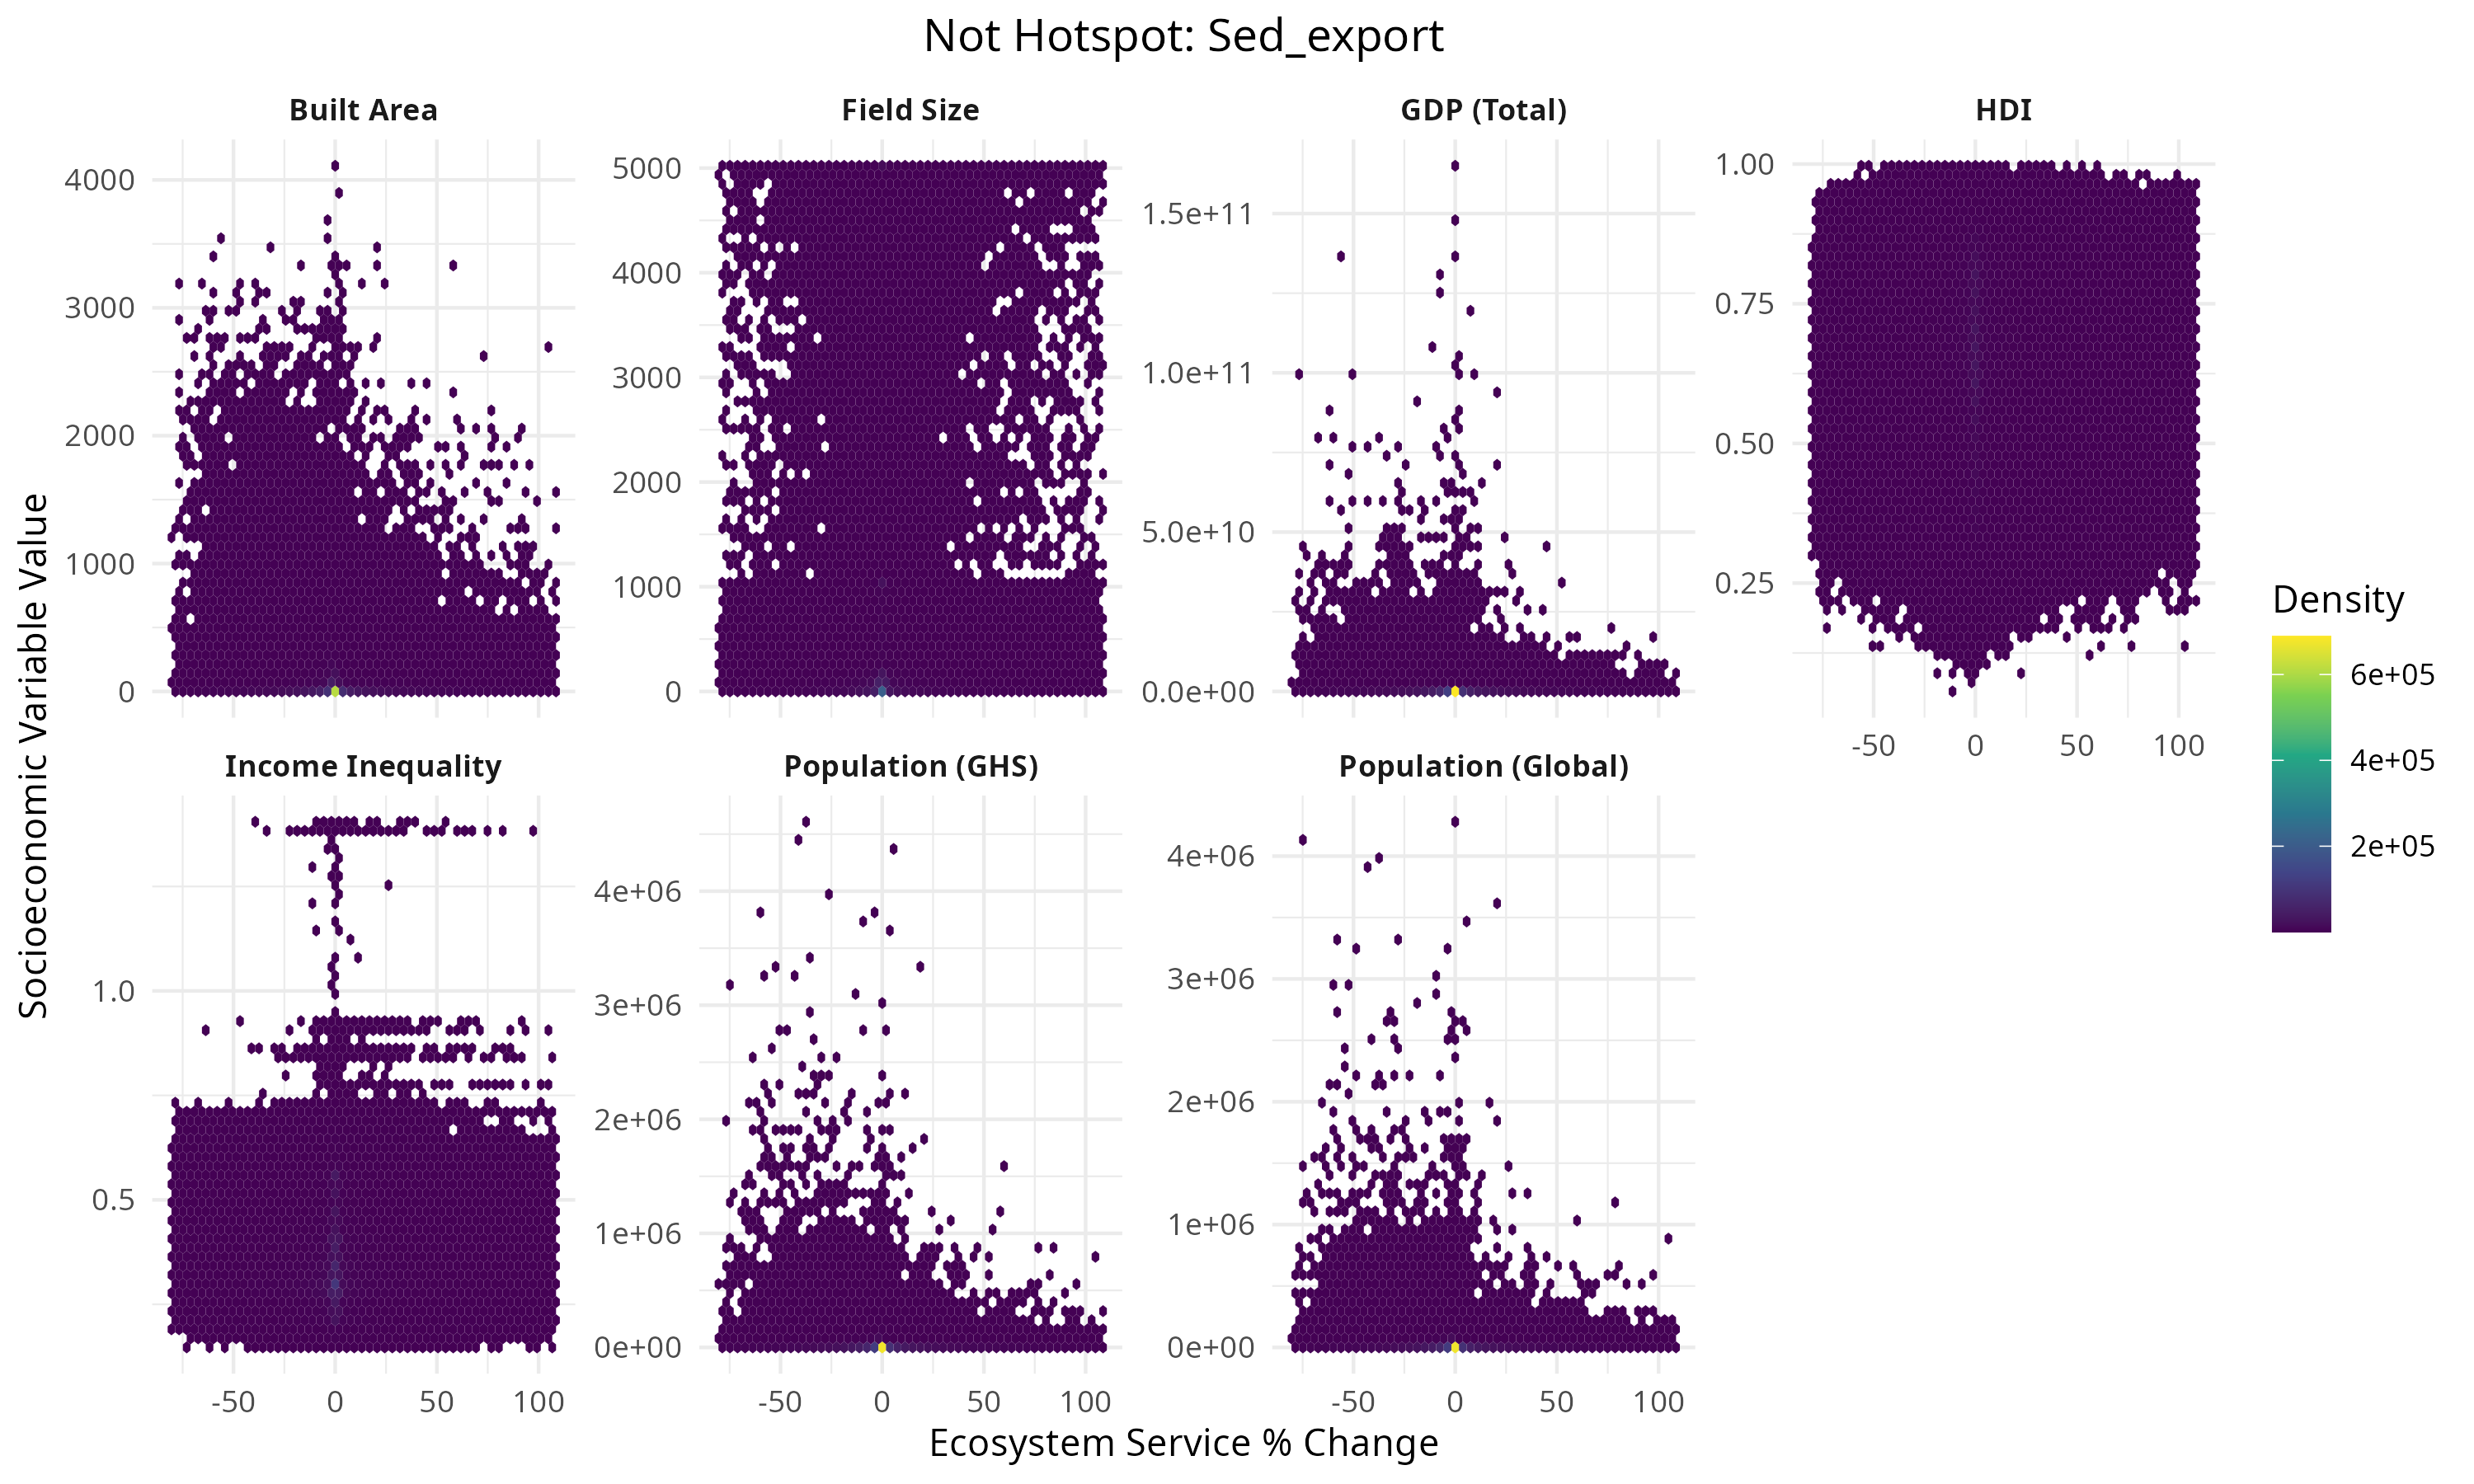 Not Hotspot: Sed_export
Built Area
Field Size
GDP (Total)
HDI
4000
3000
2000
1000
0
5000
4000
3000
2000
1000
0
1.5e+11
1.0e+11
5.0e+10
0.0e+00
1.00
0.75
0.50
0.25
-50 0 50 100
Income Inequality
Population (GHS)
Population (Global)
1.0
0.5
4e+06
3e+06
2e+06
1e+06
0e+00
4e+06
3e+06
2e+06
1e+06
0e+00
-50 0 50 100
-50 0 50 100
-50 0 50 100
Ecosystem Service % Change
Socioeconomic Variable Value
Density
6e+05
4e+05
2e+05